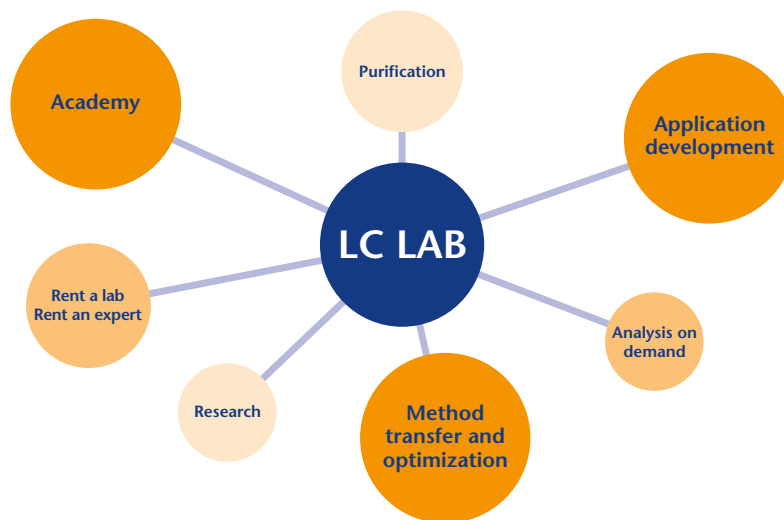 Purification
Academy
Application
development
LC LAB
Rent a lab
Rent an expert
Analysis on
demand
Research
Method
transfer and
optimization